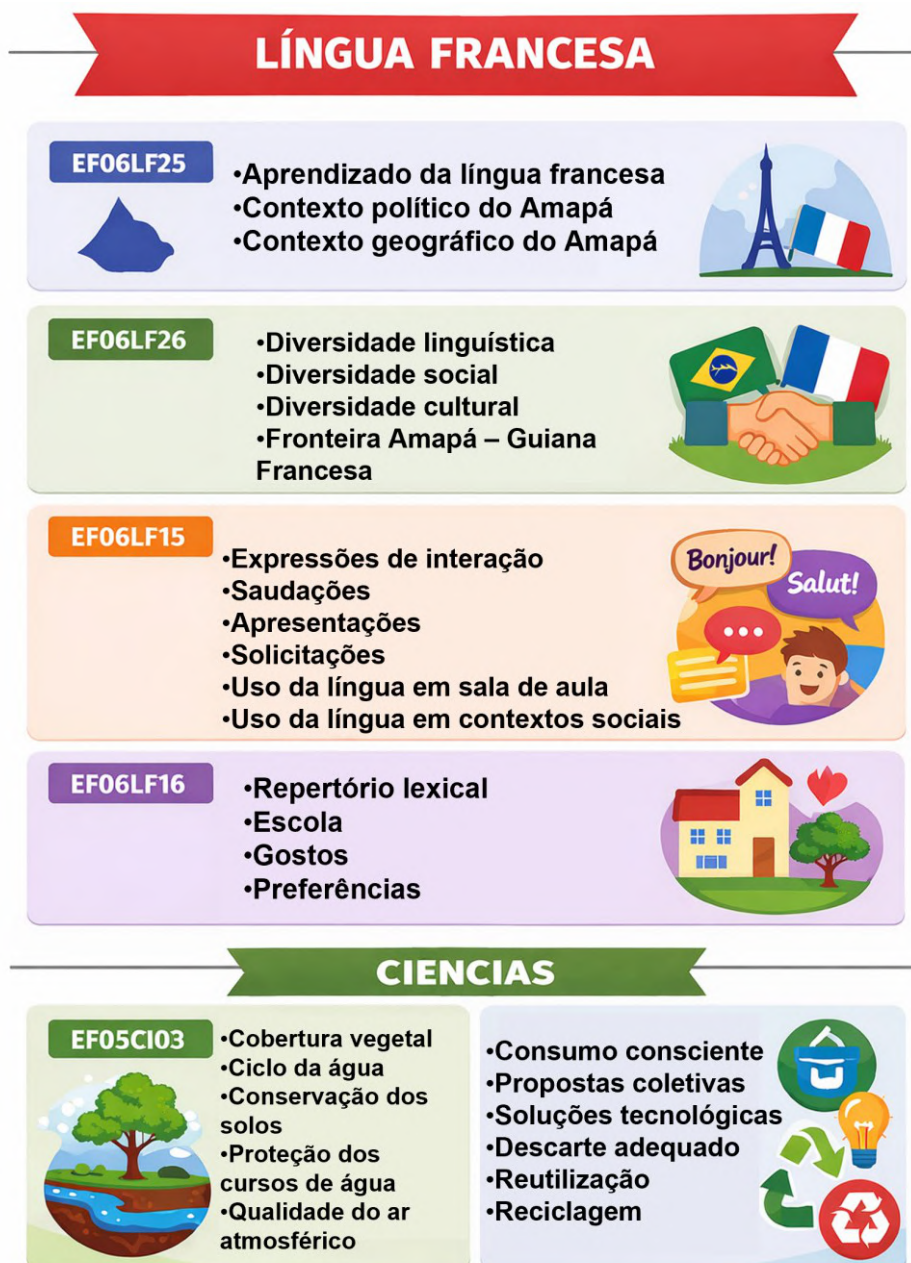 LÍNGUA FRANCESA
EF06LF25
•Aprendizado da língua francesa
•Contexto político do Amapá
•Contexto geográfico do Amapá
EF06LF26
•Diversidade linguística
•Diversidade social
•Diversidade cultural
•Fronteira Amapá – Guiana
Francesa
EF06LF15
•Expressões de interação
•Saudações
•Apresentações
•Solicitações
•Uso da língua em sala de aula
•Uso da língua em contextos sociais
Bonjour!
Salut!
EF06LF16
•Repertório lexical
•Escola
•Gostos
•Preferências
CIENCIAS
EF05CI03
•Cobertura vegetal
•Ciclo da água
•Conservação dos
solos
•Proteção dos
cursos de água
•Qualidade do ar
atmosférico
•Consumo consciente
•Propostas coletivas
•Soluções tecnológicas
•Descarte adequado
•Reutilização
•Reciclagem